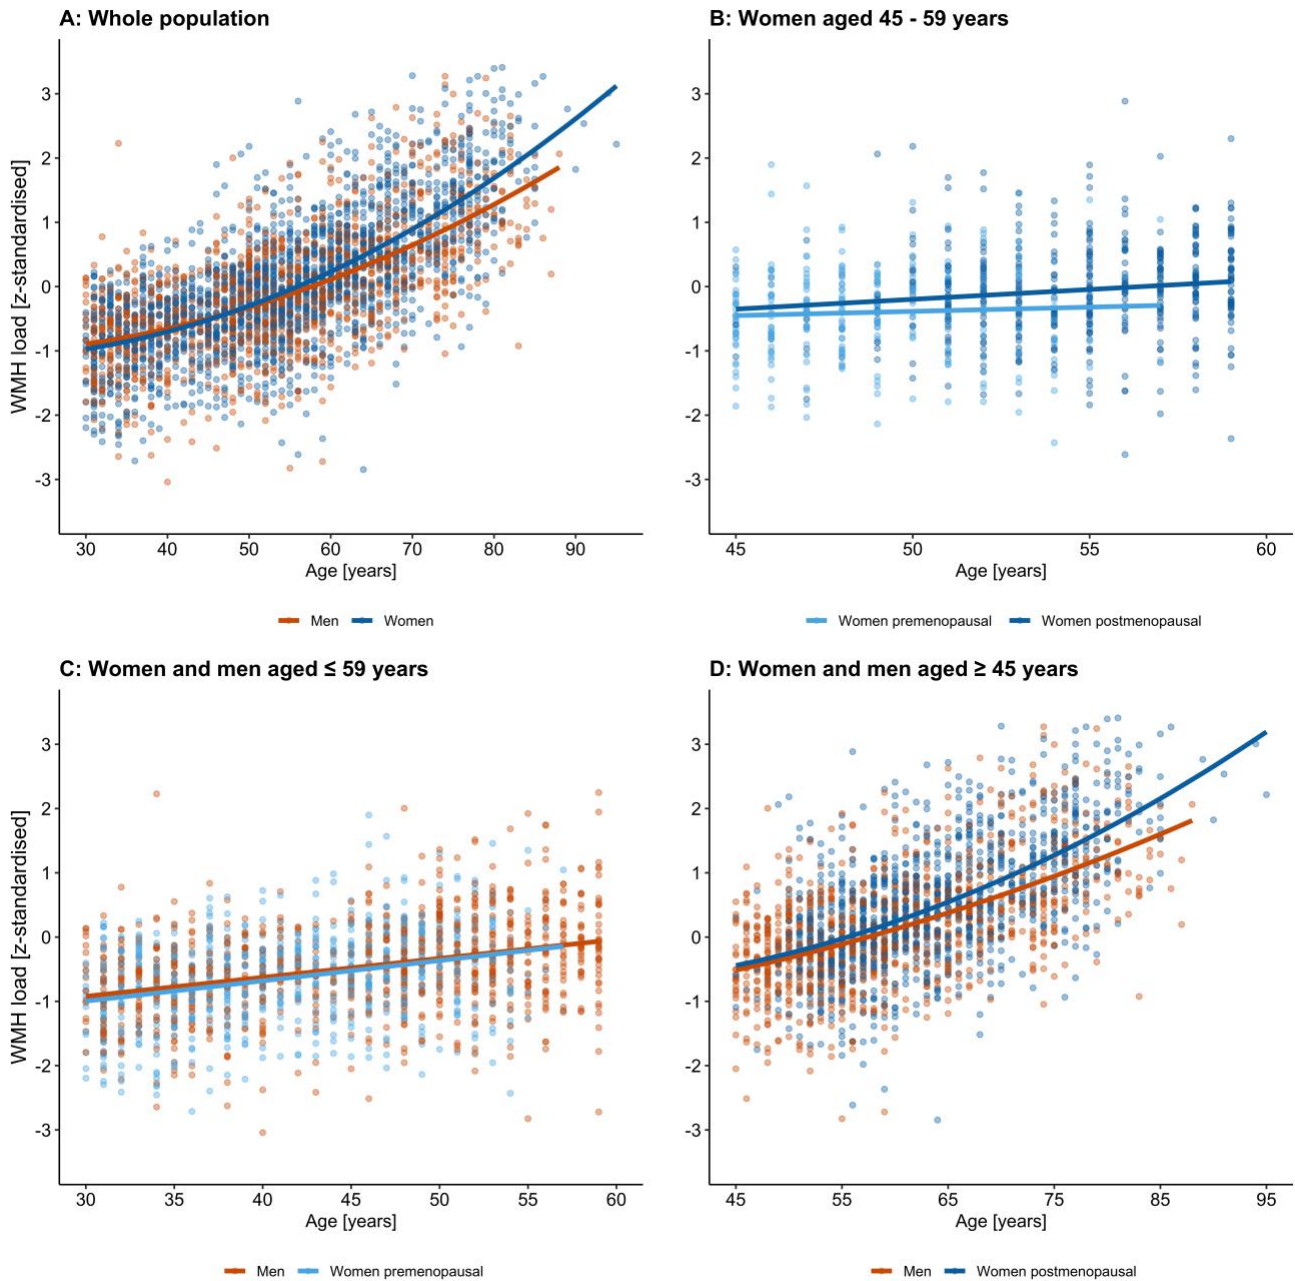 A: Whole population
WMH load [z-standardised]
3
2
1
0
-1
-2
-3
30 40 50 60 70 80 90
Age [years]
Men Women
B: Women aged 45 - 59 years
3
2
1
0
-1
-2
-3
45 50 55 60
Age [years]
Women premenopausal Women postmenopausal
C: Women and men aged ≤ 59 years
WMH load [z-standardised]
3
2
1
0
-1
-2
-3
30 35 40 45 50 55 60
Age [years]
Men Women premenopausal
D: Women and men aged ≥ 45 years
3
2
1
0
-1
-2
-3
45 55 65 75 85 95
Age [years]
Men Women postmenopausal